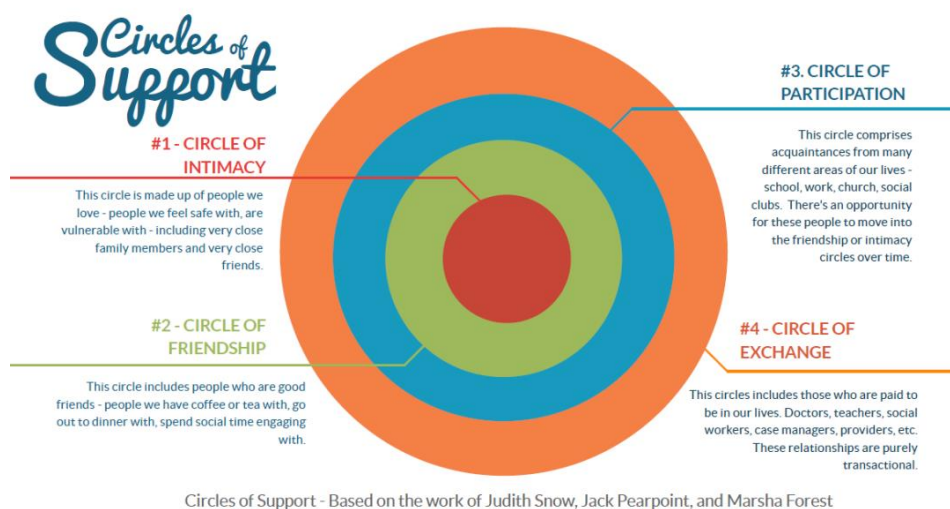 Circles of
Support
#1 - CIRCLE OF
INTIMACY
This circle is made up of people we
love - people we feel safe with, are
vulnerable with - including very close
family members and very close
friends.
#2 - CIRCLE OF
FRIENDSHIP
This circle includes people who are good
friends - people we have coffee or tea with, go
out to dinner with, spend social time engaging
with.
#3. CIRCLE OF
PARTICIPATION
This circle comprises
acquaintances from many
different areas of our lives -
school, work, church, social
clubs. There's an opportunity
for these people to move into
the friendship or intimacy
circles over time.
#4 - CIRCLE OF
EXCHANGE
This circles includes those who are paid to
be in our lives. Doctors, teachers, social
workers, case managers, providers, etc.
These relationships are purely
transactional.
Circles of Support - Based on the work of Judith Snow, Jack Pearpoint, and Marsha Forest